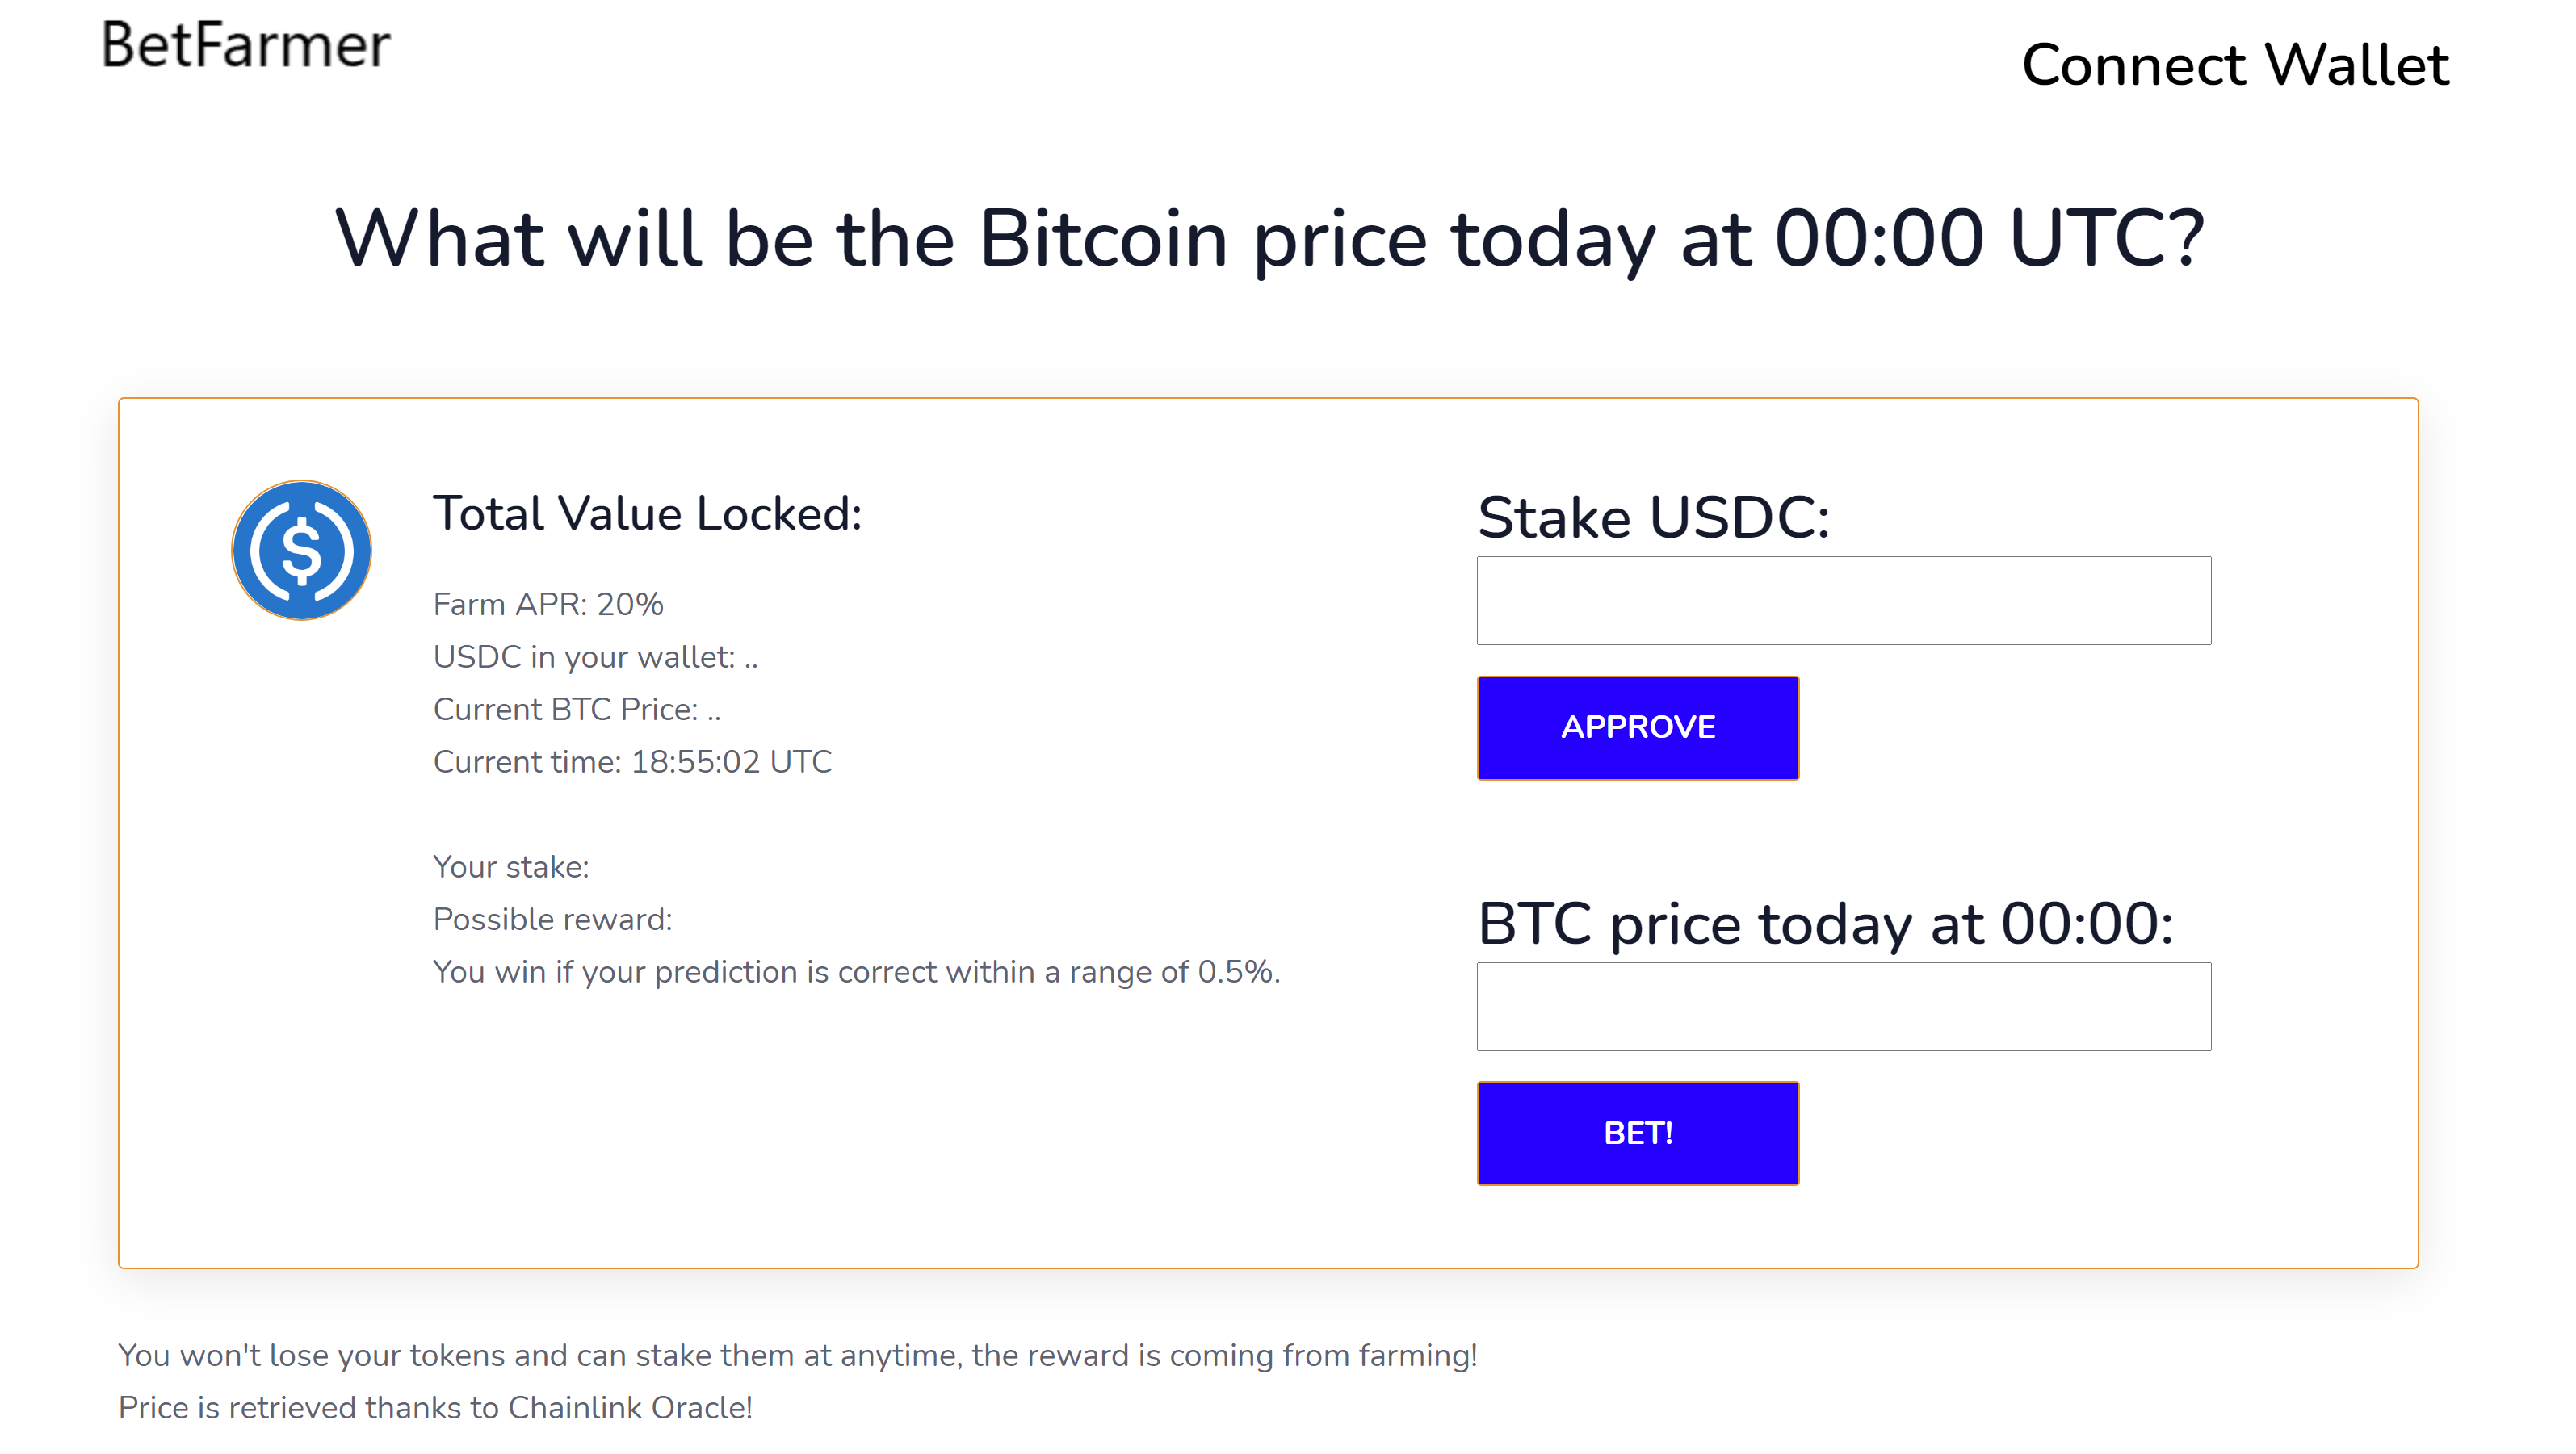 BetFarmer
Connect Wallet
What will be the Bitcoin price today at 00:00 UTC?
Total Value Locked:
Farm APR: 20%
USDC in your wallet: ..
Current BTC Price: ..
Current time: 18:55:02 UTC
Your stake:
Possible reward:
You win if your prediction is correct within a range of 0.5%.
Stake USDC:
APPROVE
BTC price today at 00:00:
BET!
You won't lose your tokens and can stake them at anytime, the reward is coming from farming!
Price is retrieved thanks to Chainlink Oracle!